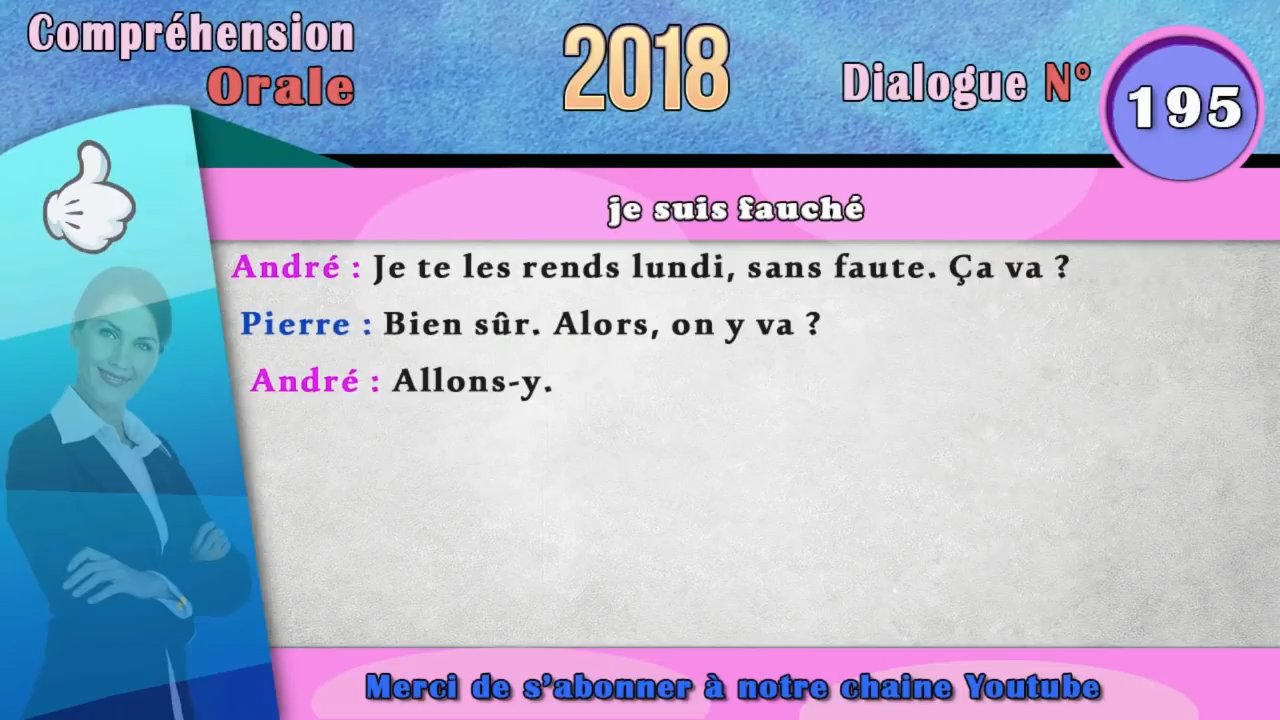 Compréhension
Orale
2018
Dialogue N°
195
je suis fauché
André : Je te les rends lundi, sans faute. Ça va ?
Pierre : Bien sûr. Alors, on y va ?
André : Allons-y.
Merci de s'abonner à notre chaine Youtube